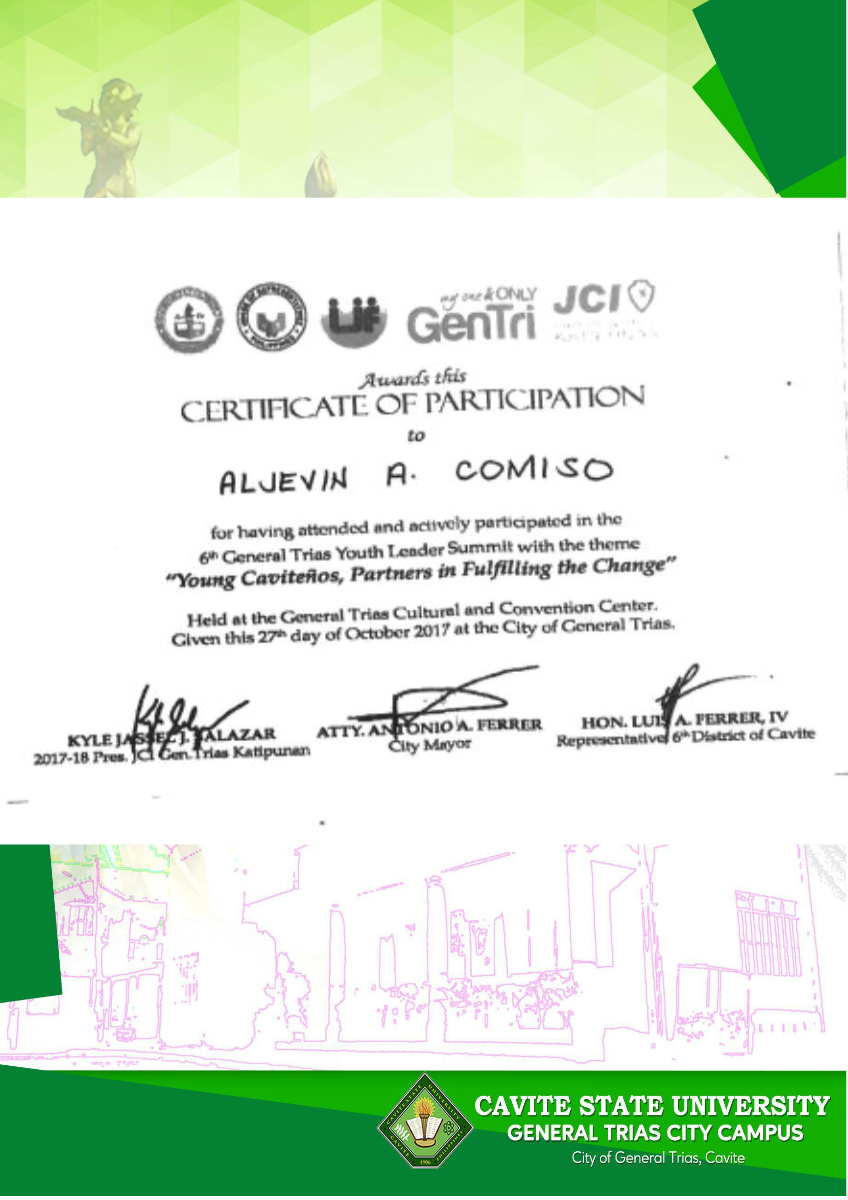 my one & ONLY
GenTri
JCI
Awards this
CERTIFICATE OF PARTICIPATION
to
ALJEVIN A. COMISO
for having attended and actively participated in the
6th General Trias Youth Leader Summit with the theme
"Young Caviteños, Partners in Fulfilling the Change"
Held at the General Trias Cultural and Convention Center.
Given this 27th day of October 2017 at the City of General Trias.
KYLE JASSEL J. SALAZAR
2017-18 Pres. JCI Gen.Trias Katipunan
ATTY. ANTONIO A. FERRER
City Mayor
HON. LUIS A. FERRER, IV
Representative 6th District of Cavite
CAVITE STATE UNIVERSITY
GENERAL TRIAS CITY CAMPUS
City of General Trias, Cavite
1906